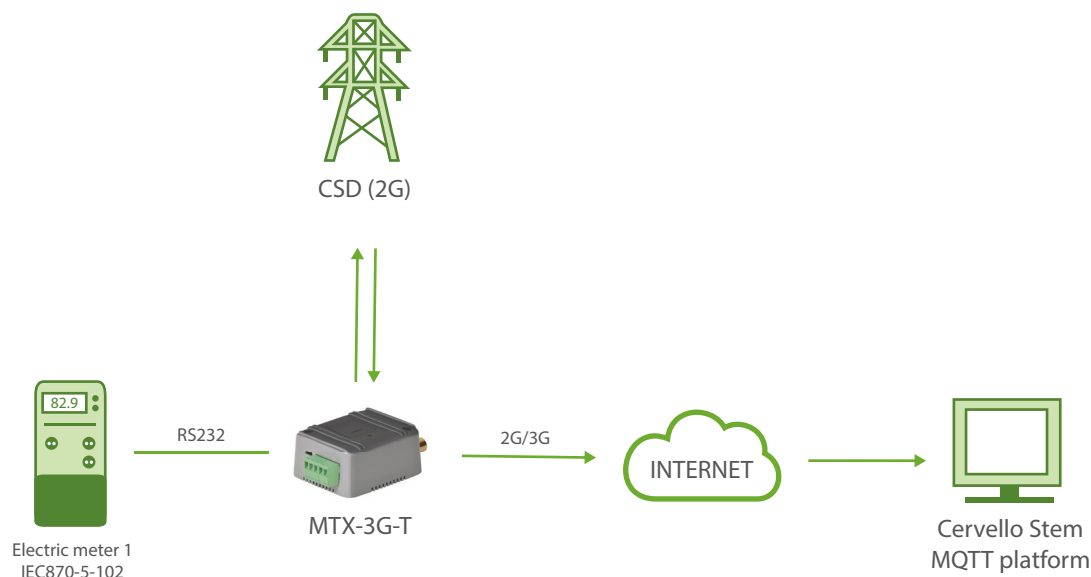 CSD (2G)
82.9
RS232
2G/3G
INTERNET
MTX-3G-T
Electric meter 1
IEC870-5-102
Cervello Stem
MQTT platform